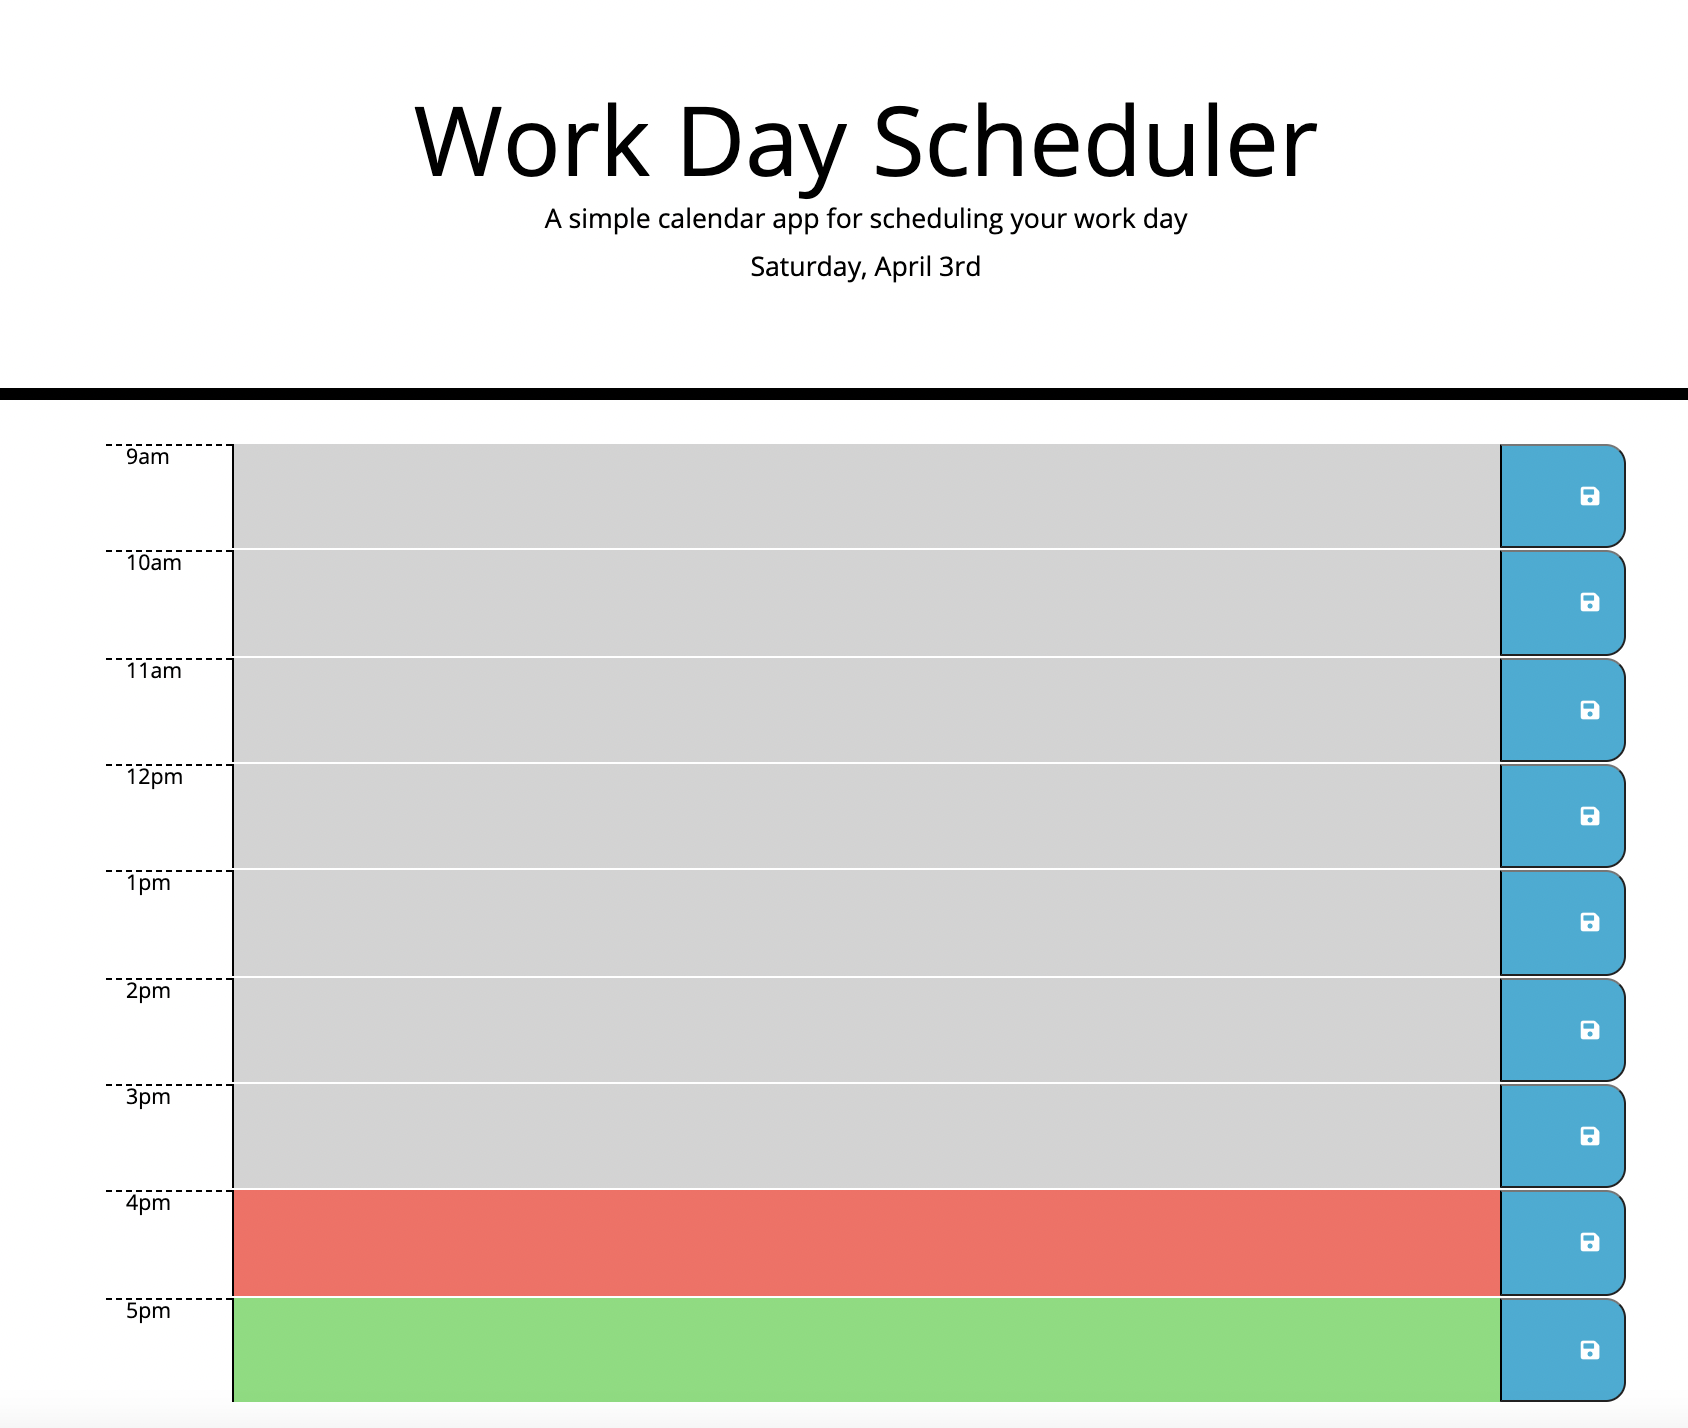 Work Day Scheduler
A simple calendar app for scheduling your work day
Saturday, April 3rd
9am
10am
11am
12pm
1pm
2pm
3pm
4pm
5pm